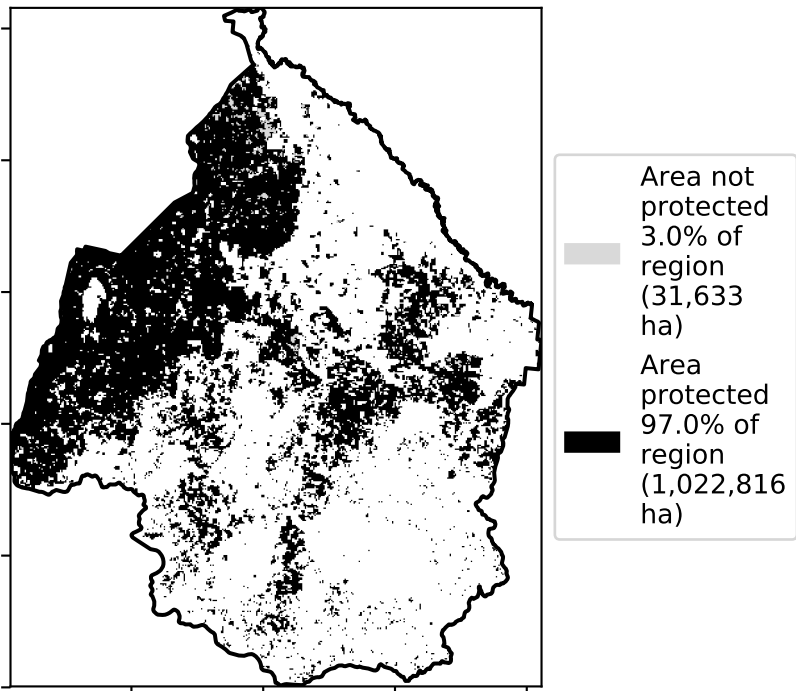 Area not
protected
3.0% of
region
(31,633
ha)
Area
protected
97.0% of
region
(1,022,816
ha)